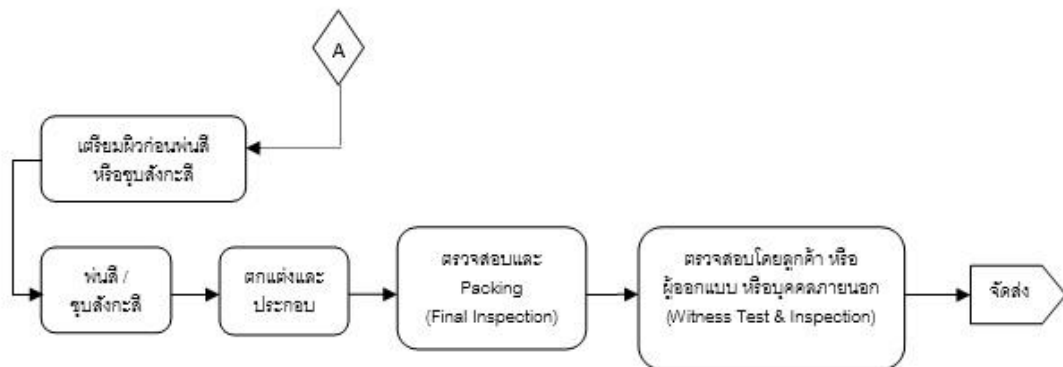 A
เตรียมผิวก่อนพ่นสี
หรือชุบสังกะสี
พ่นสี /
ชุบสังกะสี
ตกแต่งและ
ประกอบ
ตรวจสอบและ
Packing
(Final Inspection)
ตรวจสอบโดยลูกค้า หรือ
ผู้ออกแบบ หรือบุคคลภายนอก
(Witness Test & Inspection)
จัดส่ง